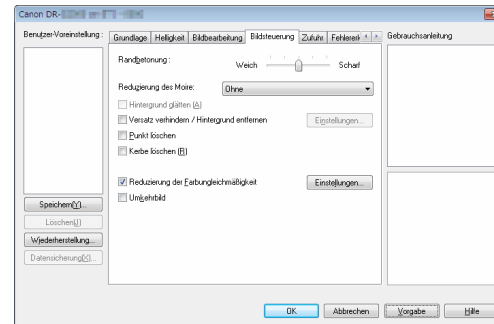 Canon DR-
Benutzer-Voreinstellung :
Grundlage Helligkeit Bildbearbeitung Bildsteuerung Zufuhr Fehlererk
Gebrauchsanleitung
Randbetonung :
Weich
Scharf
Reduzierung des Moire:
Ohne
Hintergrund glätten (A)
Versatz verhindern / Hintergrund entfernen
Einstellungen...
Punkt löschen
Kerbe löschen (R)
Reduzierung der Farbungleichmäßigkeit
Einstellungen...
Umkehrbild
Speichern(Y)...
Löschen(J)
Wiederherstellung...
Datensicherung(X)...
OK
Abbrechen
Vorgabe
Hilfe